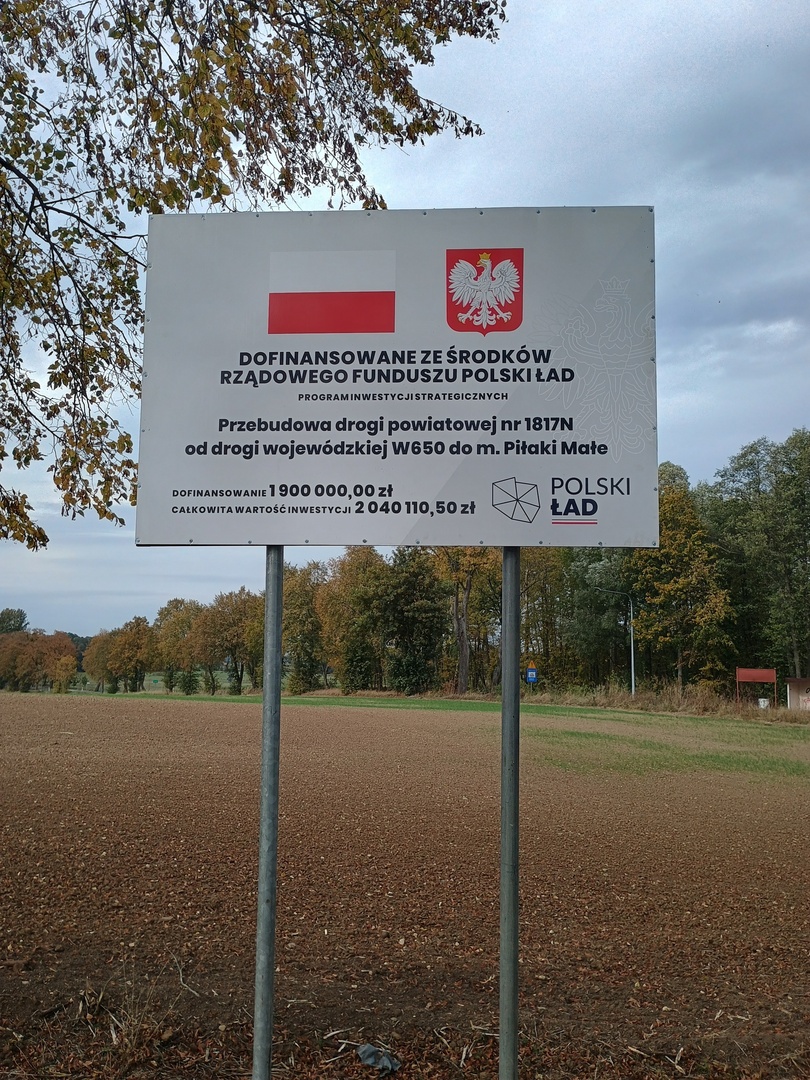 DOFINANSOWANE ZE ŚRODKÓW
RZĄDOWEGO FUNDUSZU POLSKI ŁAD
PROGRAM INWESTYCJI STRATEGICZNYCH
Przebudowa drogi powiatowej nr 1817N
od drogi wojewódzkiej W650 do m. Piłaki Małe
DOFINANSOWANIE 1 900 000,00 zł
CAŁKOWITA WARTOŚĆ INWESTYCJI 2 040 110,50 zł
POLSKI
ŁAD